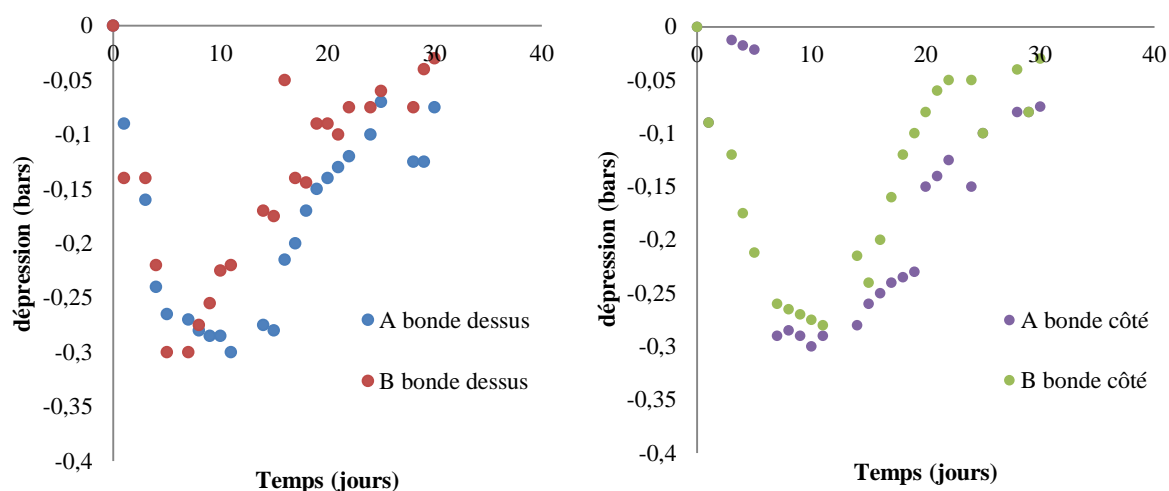 0
-0,05
-0,1
-0,15
-0,2
-0,25
-0,3
-0,35
-0,4
0 10 20 30 40
dépression (bars)
Temps (jours)
A bonde dessus
B bonde dessus
0
-0,05
-0,1
-0,15
-0,2
-0,25
-0,3
-0,35
-0,4
0 10 20 30 40
dépression (bars)
Temps (jours)
A bonde côté
B bonde côté